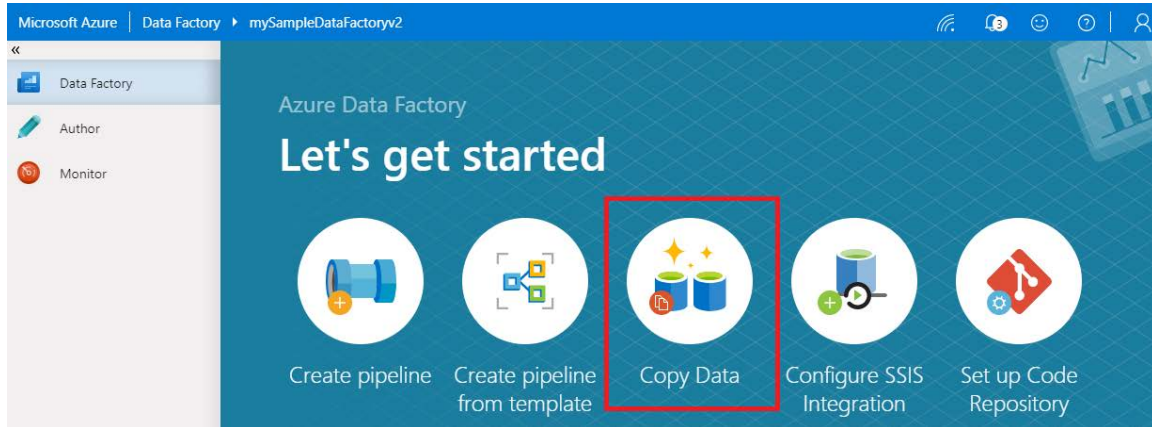 Microsoft Azure Data Factory mySampleDataFactoryv2
3
«
Data Factory
Author
Monitor
Azure Data Factory
Let's get started
Create pipeline
Create pipeline
from template
Copy Data
Configure SSIS
Integration
Set up Code
Repository